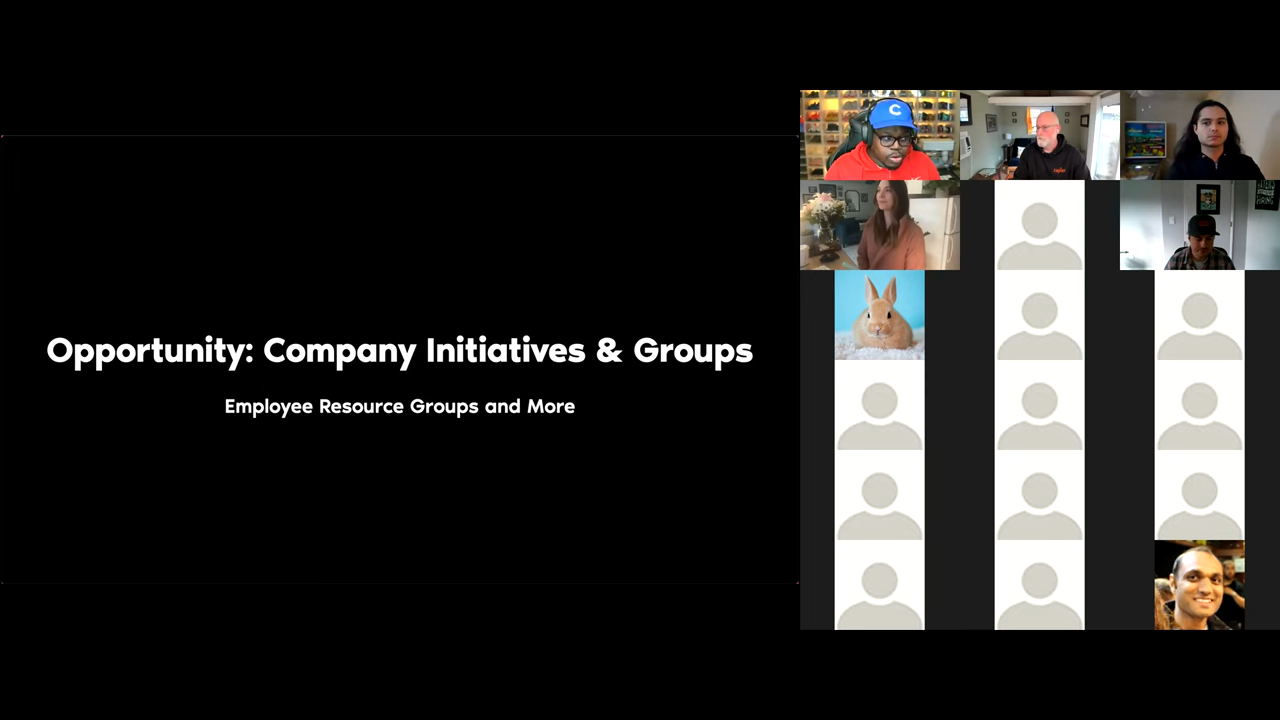 Opportunity: Company Initiatives & Groups
Employee Resource Groups and More
C